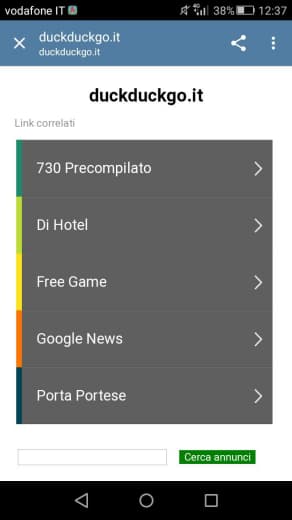 vodafone IT 4G 38% 12:37
duckduckgo.it
duckduckgo.it
duckduckgo.it
Link correlati
730 Precompilato
Di Hotel
Free Game
Google News
Porta Portese
Cerca annunci